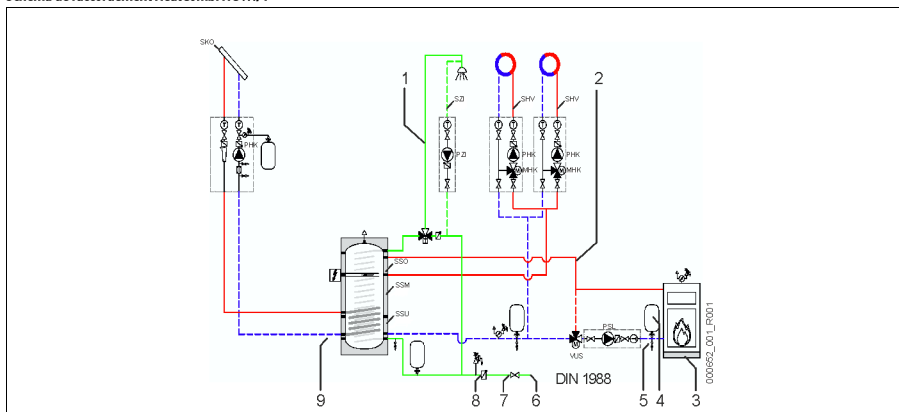 SKO
1
2
SZI
SHV
SHV
PHK
PZI
PHK
PHK
MHK
MHK
SSO
SSM
SSU
PSL
VUS
DIN 1988
000652_001_R001
9
8
7
6
5
4
3